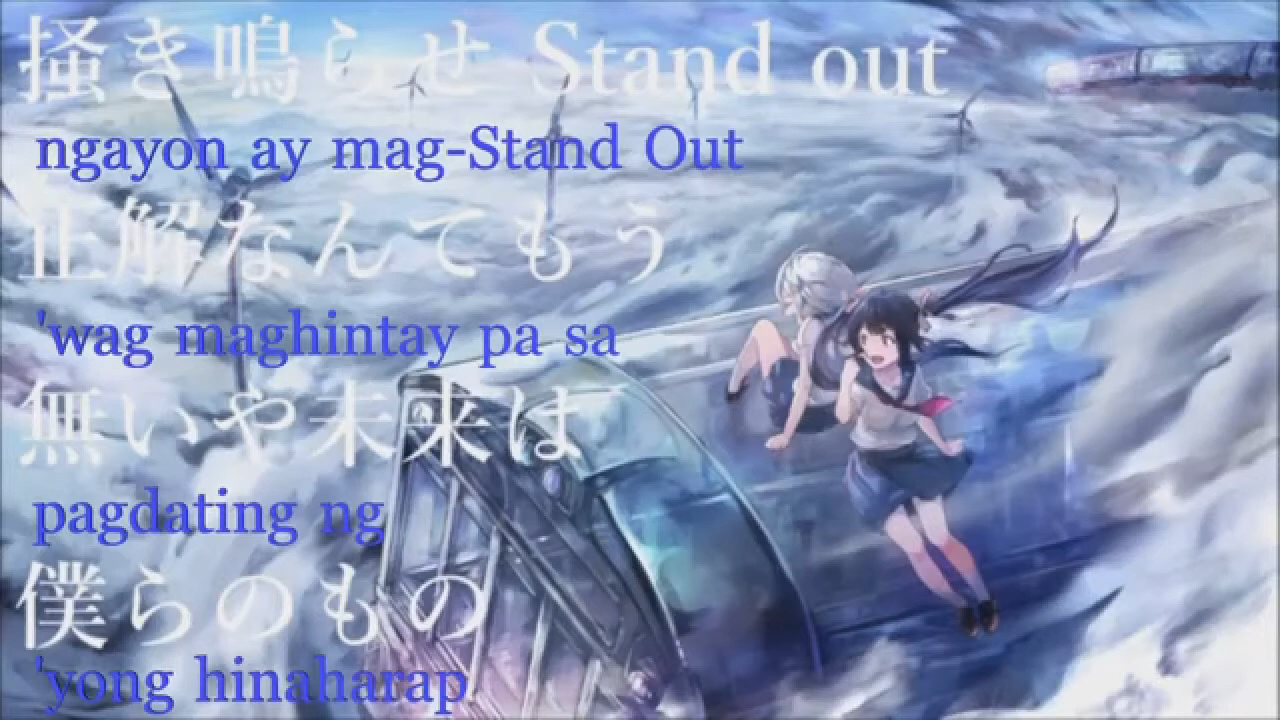 掻き鳴らせ Stand out
ngayon ay mag-Stand Out
正解なんてもう
'wag maghintay pa sa
無いや未来は
pagdating ng
僕らのもの
'yong hinaharap